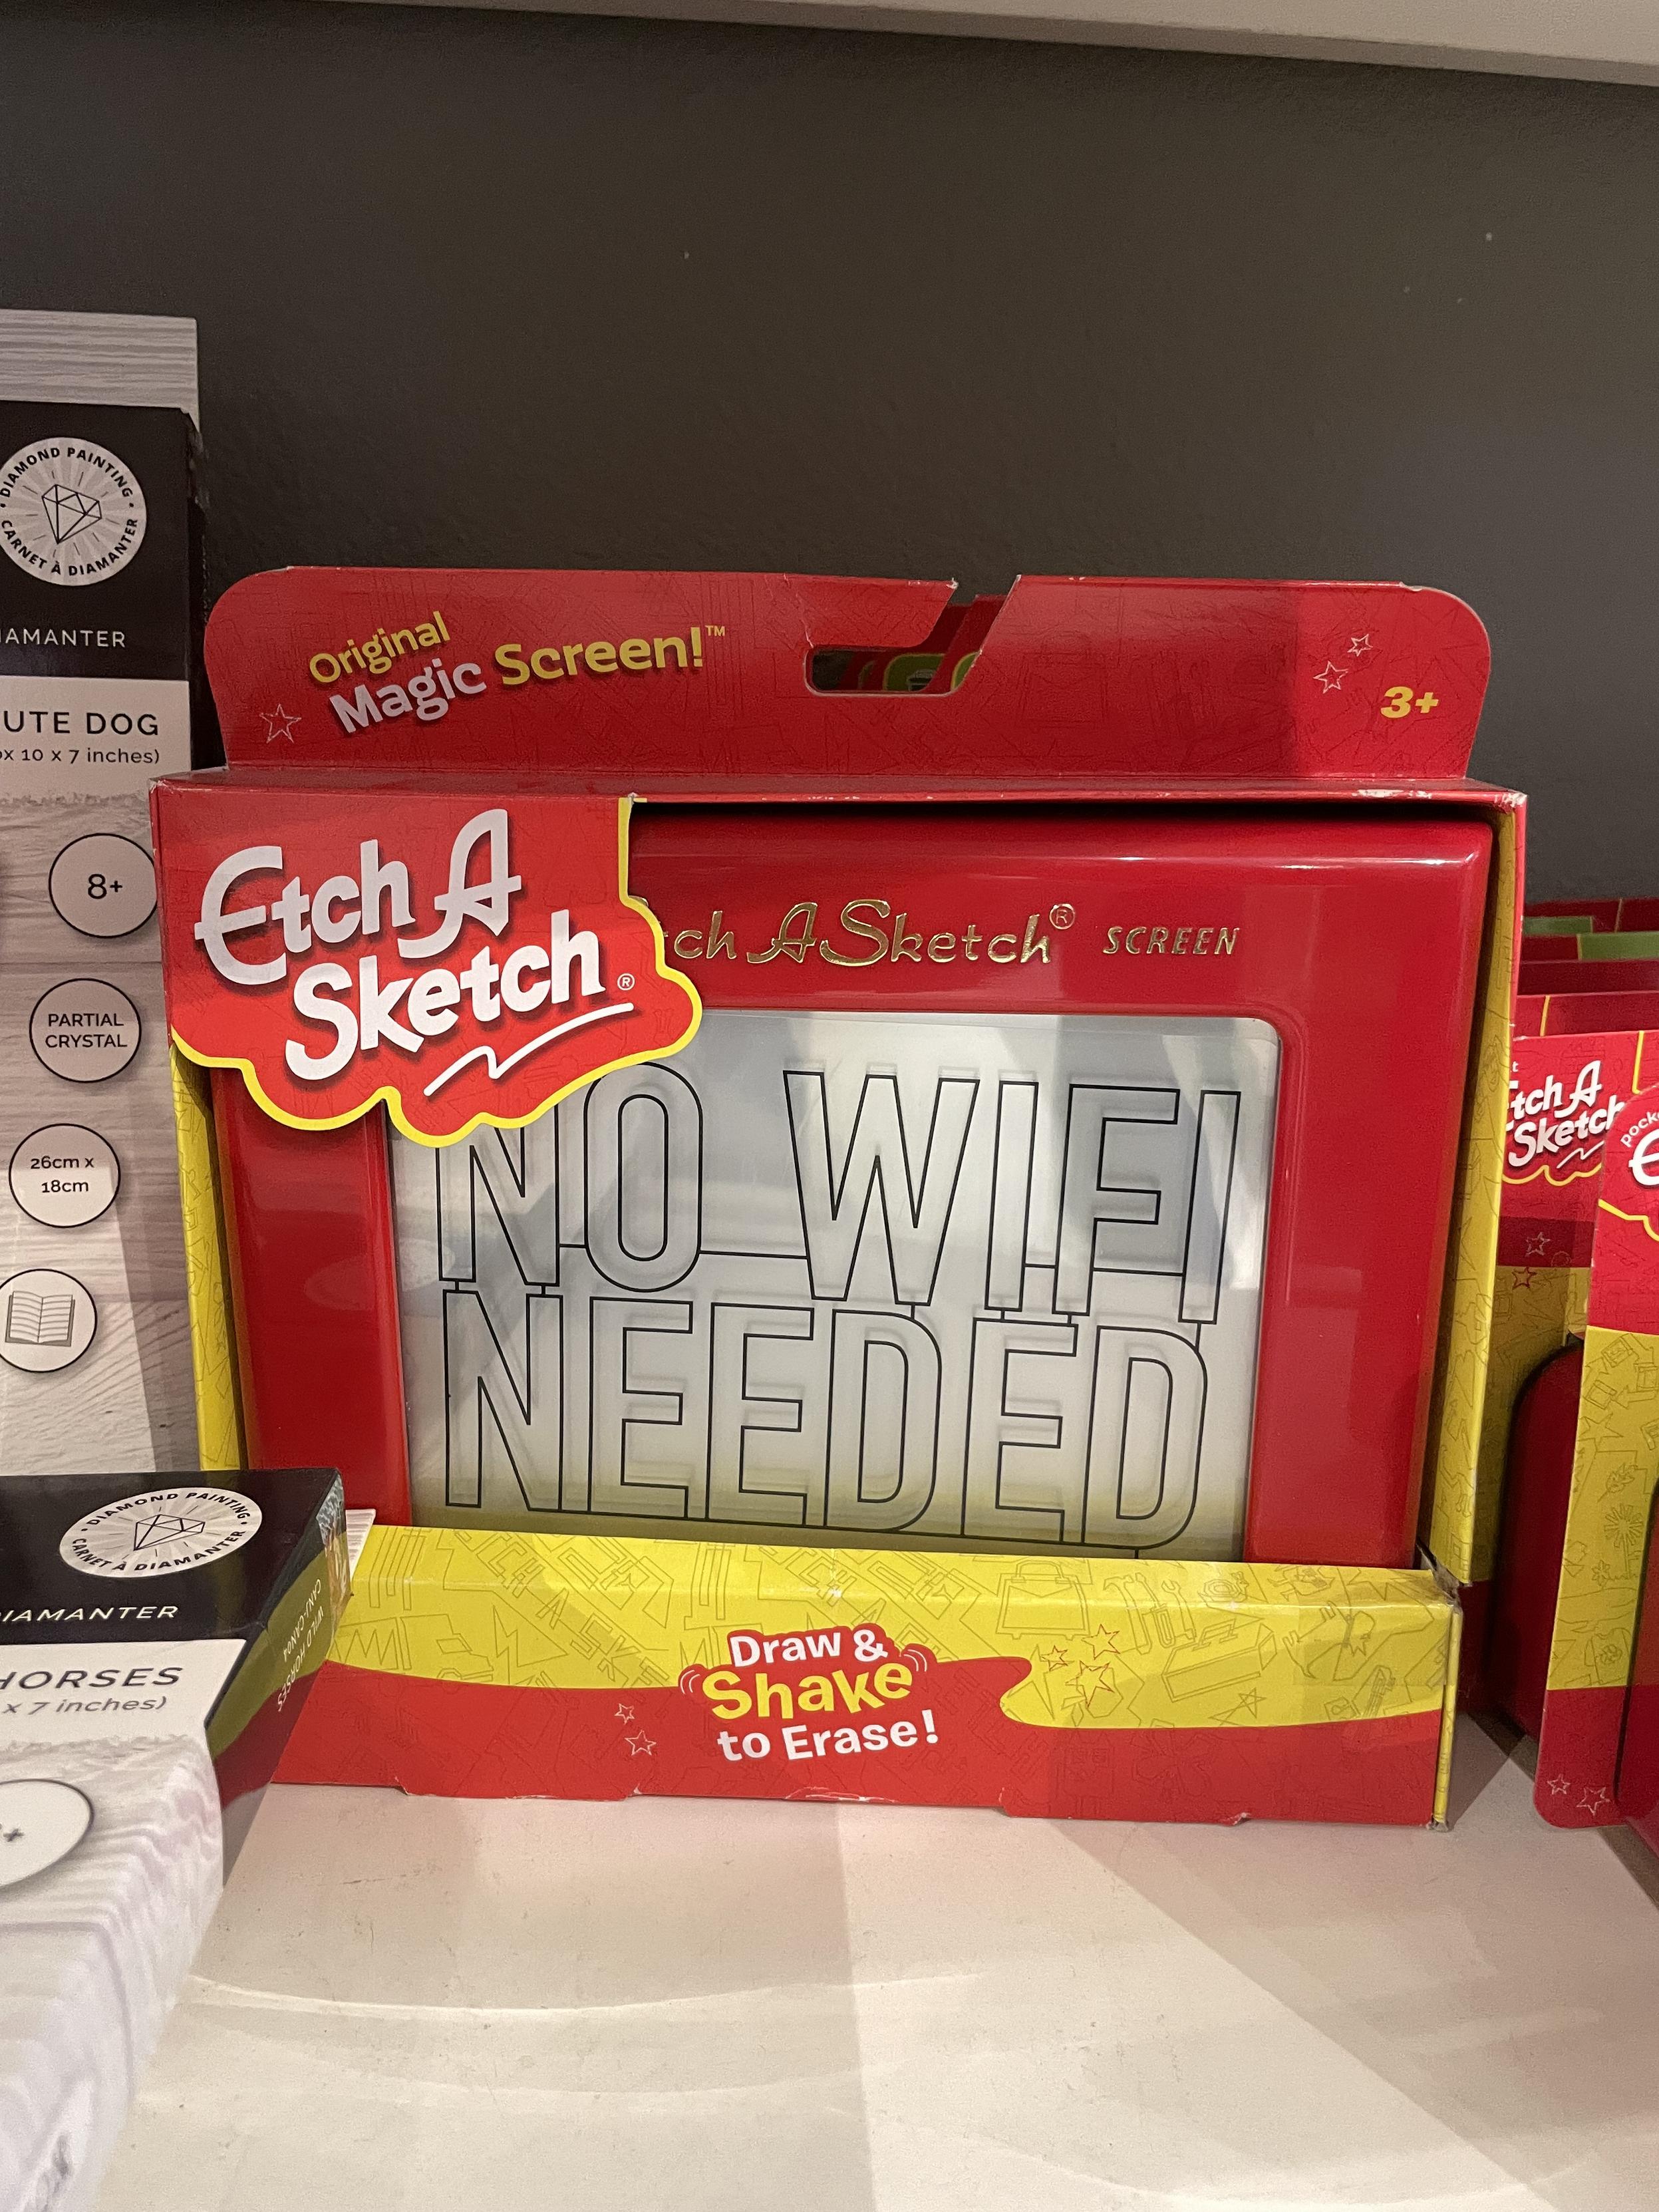 Original
Magic Screen!™
3+
Etch A
Sketch®
A Sketch® SCREEN
NO WIFI
NEEDED
Draw &
Shake
to Erase!
DIAMOND PAINTING
CARNET À DIAMANTER
DOG
10 x 7 inches)
8+
PARTIAL
CRYSTAL
26cm x
18cm
DIAMOND PAINTING
CARNET À DIAMANTER
HORSES
x 7 inches)
WILD HORSES
Etch A
Sketch